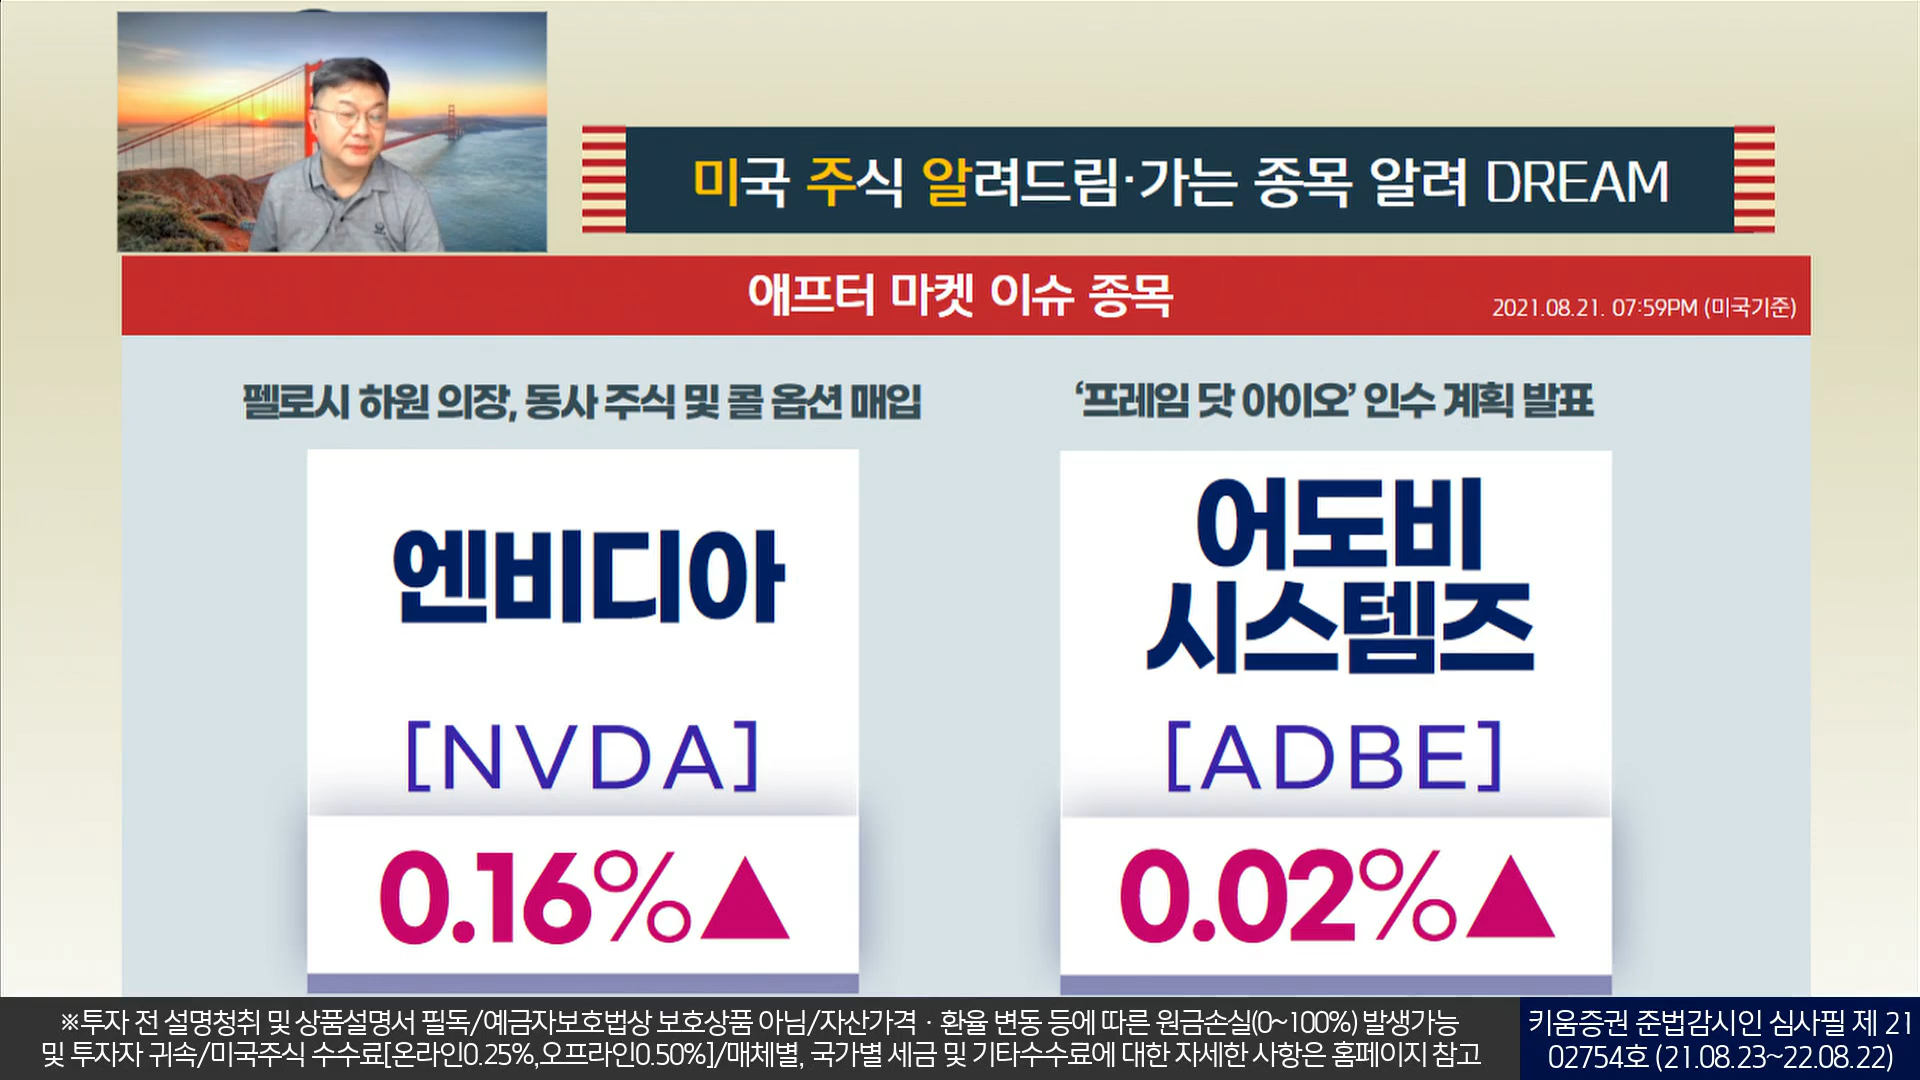 미국 주식 알려드림·가는 종목 알려 DREAM
애프터 마켓 이슈 종목
2021.08.21. 07:59PM (미국기준)
펠로시 하원 의장, 동사 주식 및 콜 옵션 매입
엔비디아
[NVDA]
0.16%▲
‘프레임 닷 아이오’ 인수 계획 발표
어도비
시스템즈
[ADBE]
0.02%▲
※투자 전 설명청취 및 상품설명서 필독/예금자보호법상 보호상품 아님/자산가격 · 환율 변동 등에 따른 원금손실(0~100%) 발생가능
및 투자자 귀속/미국주식 수수료[온라인0.25%,오프라인0.50%]/매체별, 국가별 세금 및 기타수수료에 대한 자세한 사항은 홈페이지 참고
키움증권 준법감시인 심사필 제 21
02754호 (21.08.23~22.08.22)